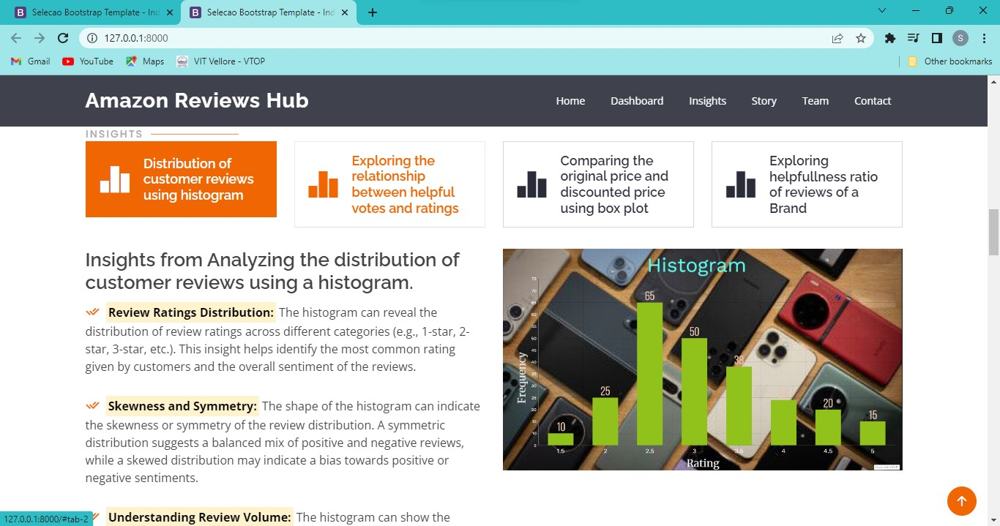 Selecao Bootstrap Template - Ind
Selecao Bootstrap Template - Ind
127.0.0.1:8000
S
Gmail
YouTube
Maps
VIT Vellore - VTOP
Other bookmarks
Amazon Reviews Hub
Home
Dashboard
Insights
Story
Team
Contact
INSIGHTS
Distribution of
customer reviews
using histogram
Exploring the
relationship
between helpful
votes and ratings
Comparing the
original price and
discounted price
using box plot
Exploring
helpfullness ratio
of reviews of a
Brand
Insights from Analyzing the distribution of
customer reviews using a histogram.
Review Ratings Distribution: The histogram can reveal the
distribution of review ratings across different categories (e.g., 1-star, 2-
star, 3-star, etc.). This insight helps identify the most common rating
given by customers and the overall sentiment of the reviews.
Skewness and Symmetry: The shape of the histogram can indicate
the skewness or symmetry of the review distribution. A symmetric
distribution suggests a balanced mix of positive and negative reviews,
while a skewed distribution may indicate a bias towards positive or
negative sentiments.
Understanding Review Volume: The histogram can show the
Histogram
75
70
65
60
55
50
45
40
35
30
25
20
15
10
5
Frequency
10
25
65
50
38
20
15
1.5
2
2.5
3
3.5
4
4.5
5
Rating
127.0.0.1:8000/#tab-2